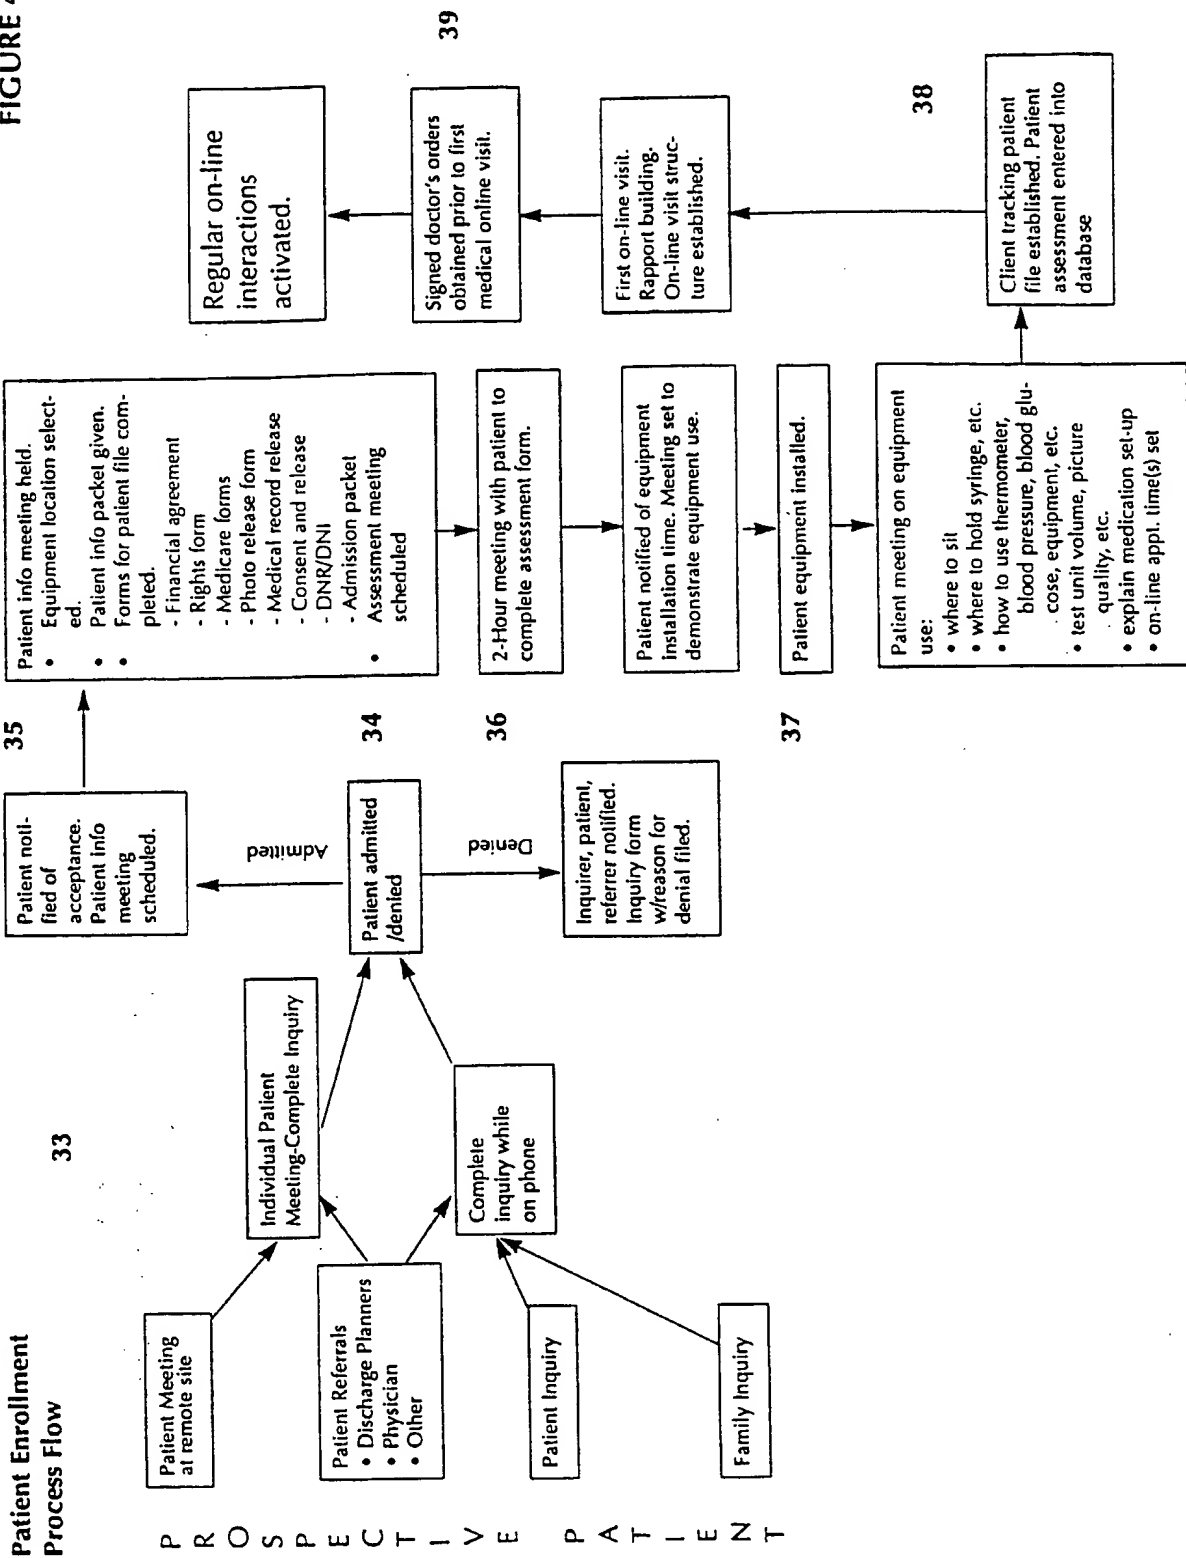 FIGURE 4
Patient Enrollment
Process Flow
33
PROSPECTIVE PATIENT
Patient Meeting
at remote site
Patient Referrals
• Discharge Planners
• Physician
• Other
Patient Inquiry
Family Inquiry
Individual Patient
Meeting-Complete Inquiry
Complete
inquiry while
on phone
35
Patient noti-
fied of
acceptance.
Patient info
meeting
scheduled.
Admitted
34
Patient admitted
/denied
Denied
36
Inquirer, patient,
referrer notified.
Inquiry form
w/reason for
denial filed.
37
Patient info meeting held.
• Equipment location select-
ed.
• Patient info packet given.
• Forms for patient file com-
pleted.
- Financial agreement
- Rights form
- Medicare forms
- Photo release form
- Medical record release
- Consent and release
- DNR/DNI
- Admission packet
• Assessment meeting
scheduled
2-Hour meeting with patient to
complete assessment form.
Patient notified of equipment
installation time. Meeting set to
demonstrate equipment use.
Patient equipment installed.
Patient meeting on equipment
use:
• where to sit
• where to hold syringe, etc.
• how to use thermometer,
blood pressure, blood glu-
cose, equipment, etc.
• test unit volume, picture
quality, etc.
• explain medication set-up
• on-line appl. time(s) set
38
Client tracking patient
file established. Patient
assessment entered into
database
First on-line visit.
Rapport building.
On-line visit struc-
ture established.
39
Signed doctor's orders
obtained prior to first
medical online visit.
Regular on-line
interactions
activated.